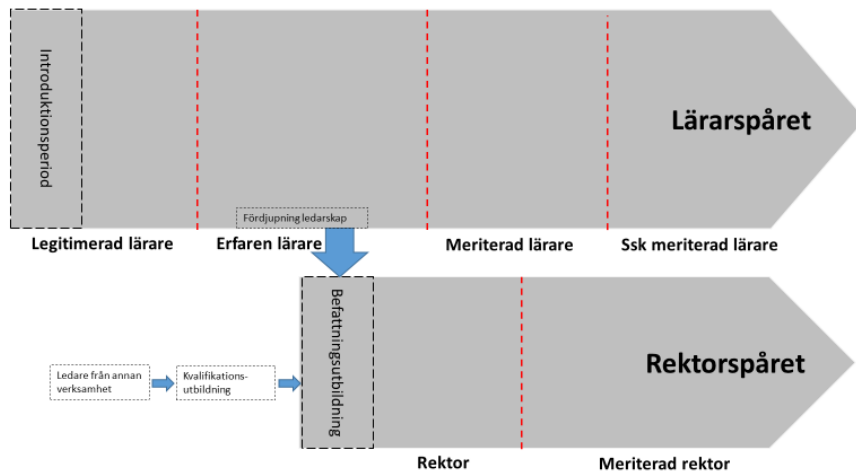 Introduktionsperiod
Lärarspåret
Fördjupning ledarskap
Legitimerad lärare
Erfaren lärare
Meriterad lärare
Ssk meriterad lärare
Befattningsutbildning
Ledare från annan
verksamhet
Kvalifikations-
utbildning
Rektorspåret
Rektor
Meriterad rektor